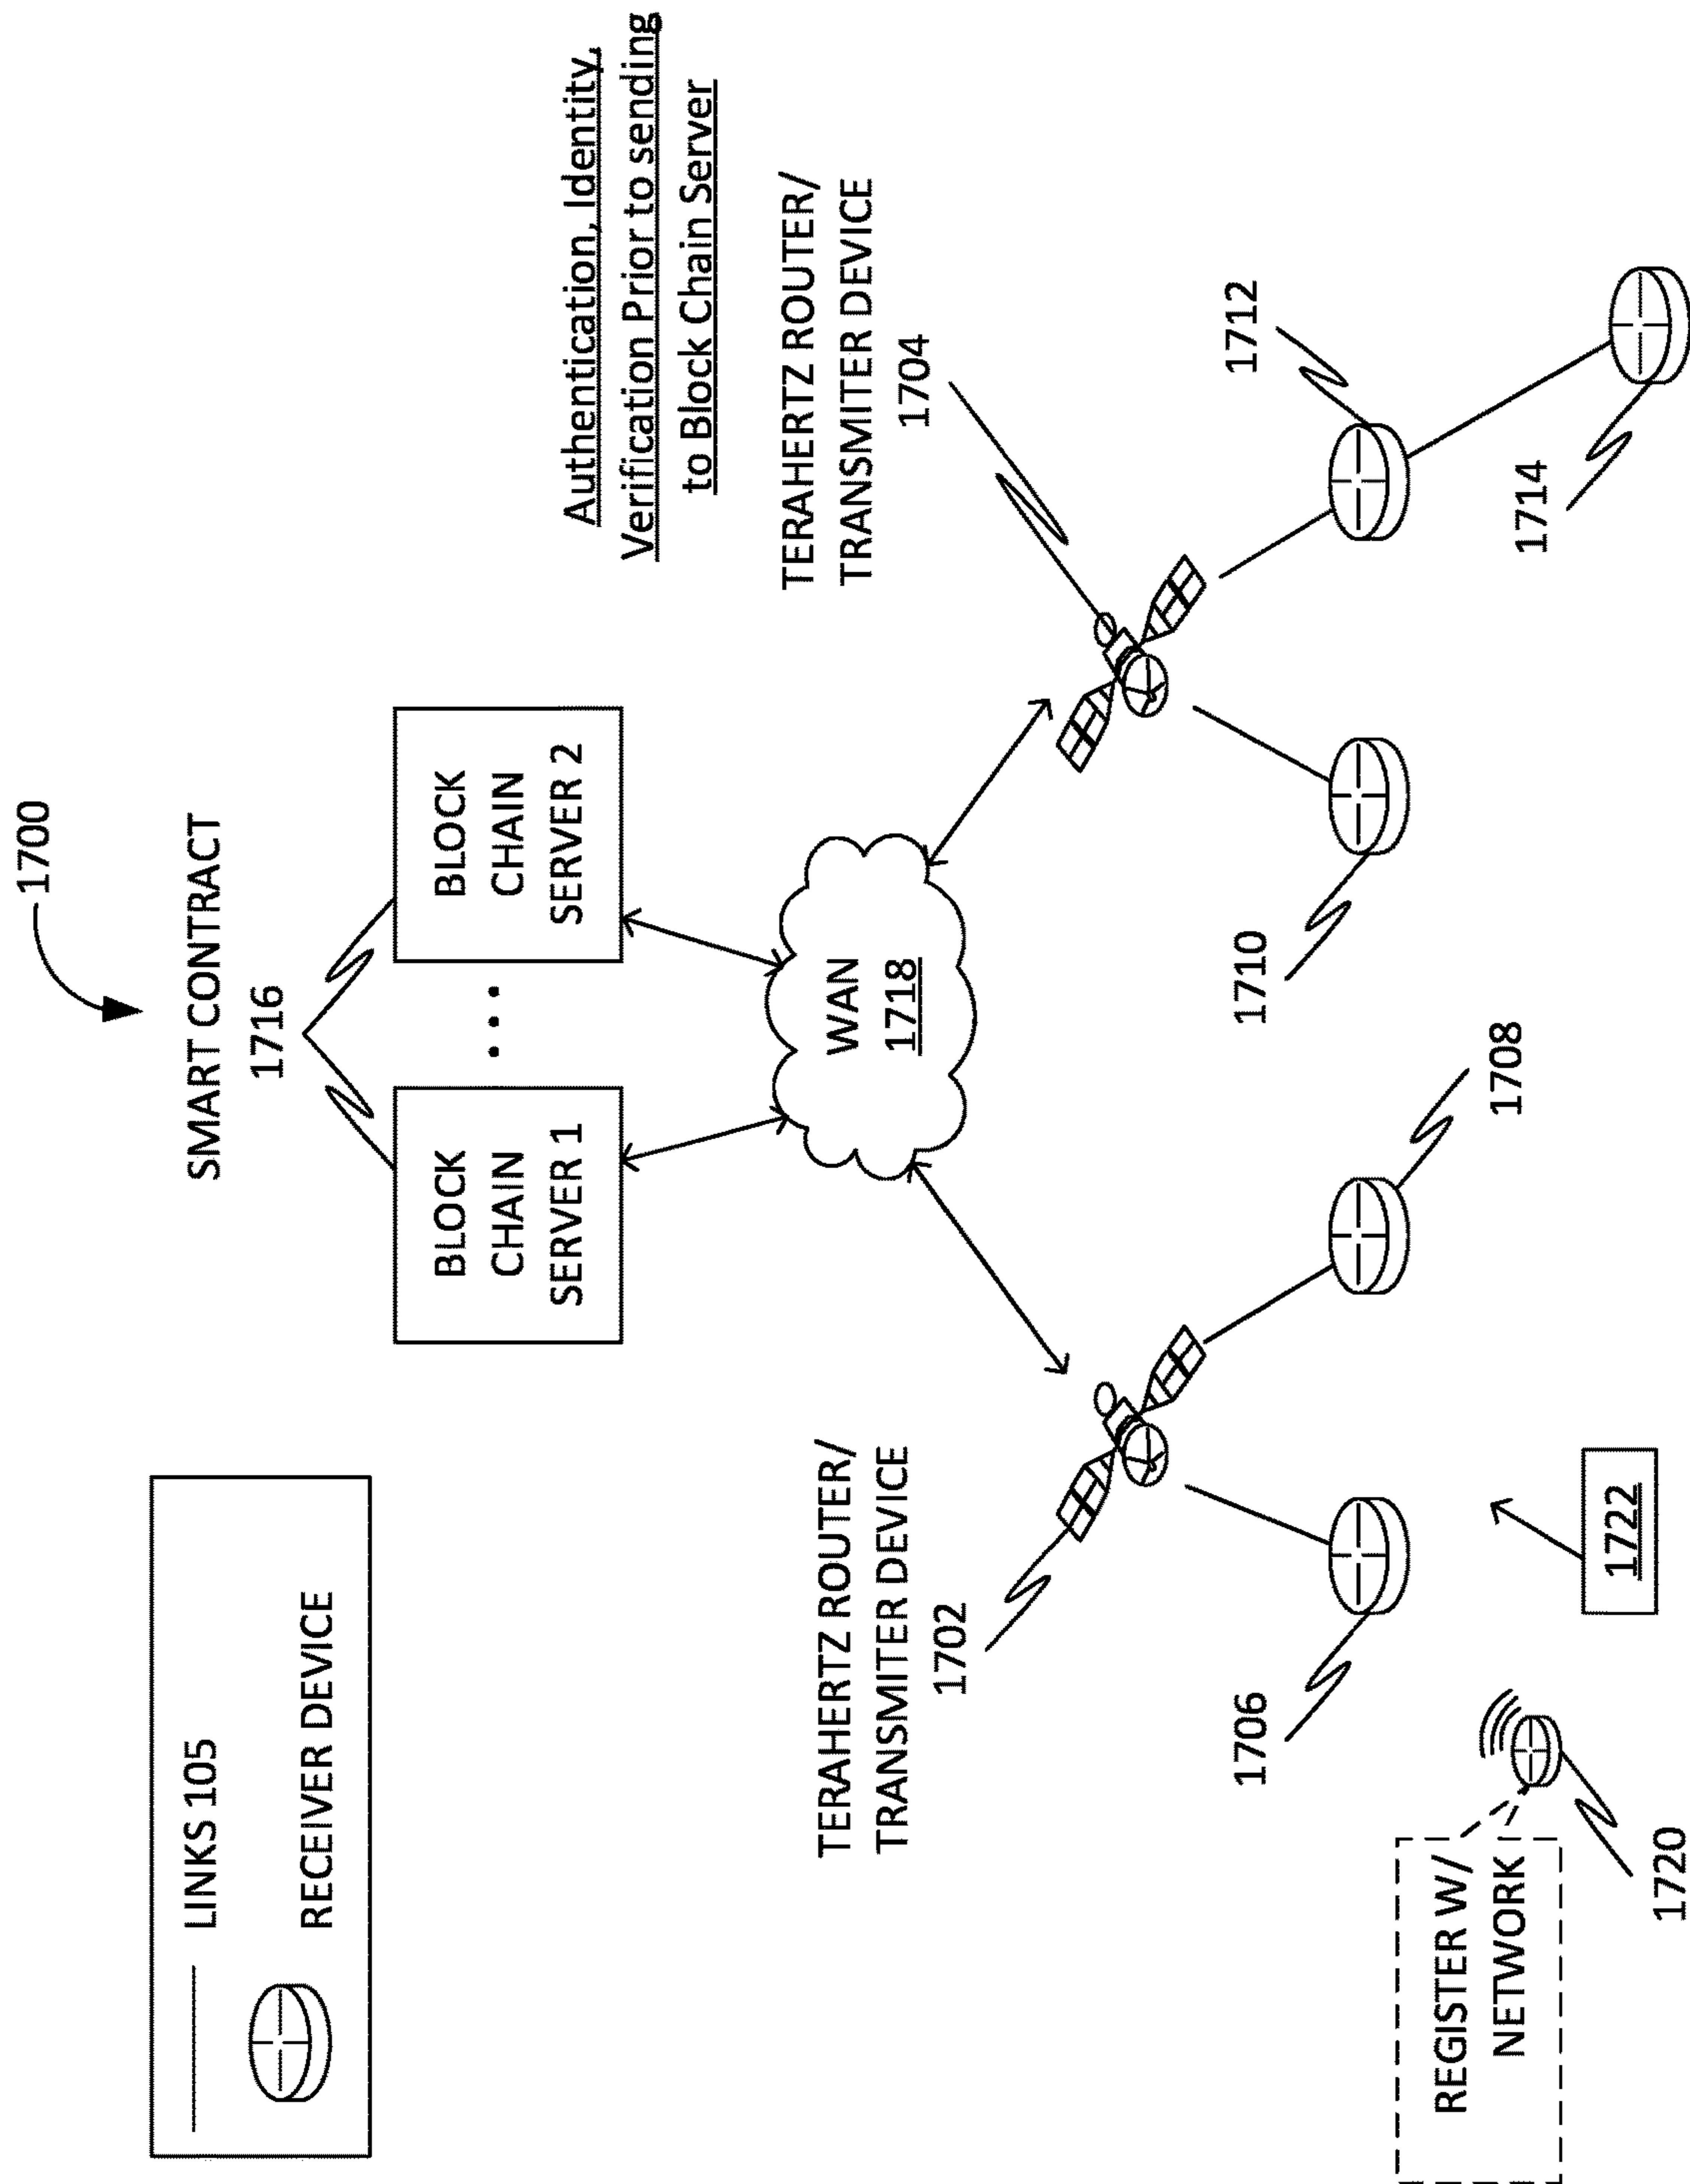 1700
LINKS 105
RECEIVER DEVICE
SMART CONTRACT
1716
BLOCK
CHAIN
SERVER 1
...
BLOCK
CHAIN
SERVER 2
Authentication, Identity,
Verification Prior to sending
to Block Chain Server
WAN
1718
TERAHERTZ ROUTER/
TRANSMITER DEVICE
1702
TERAHERTZ ROUTER/
TRANSMITER DEVICE
1704
1706
1708
1710
1712
1714
REGISTER W/
NETWORK
1720
1722